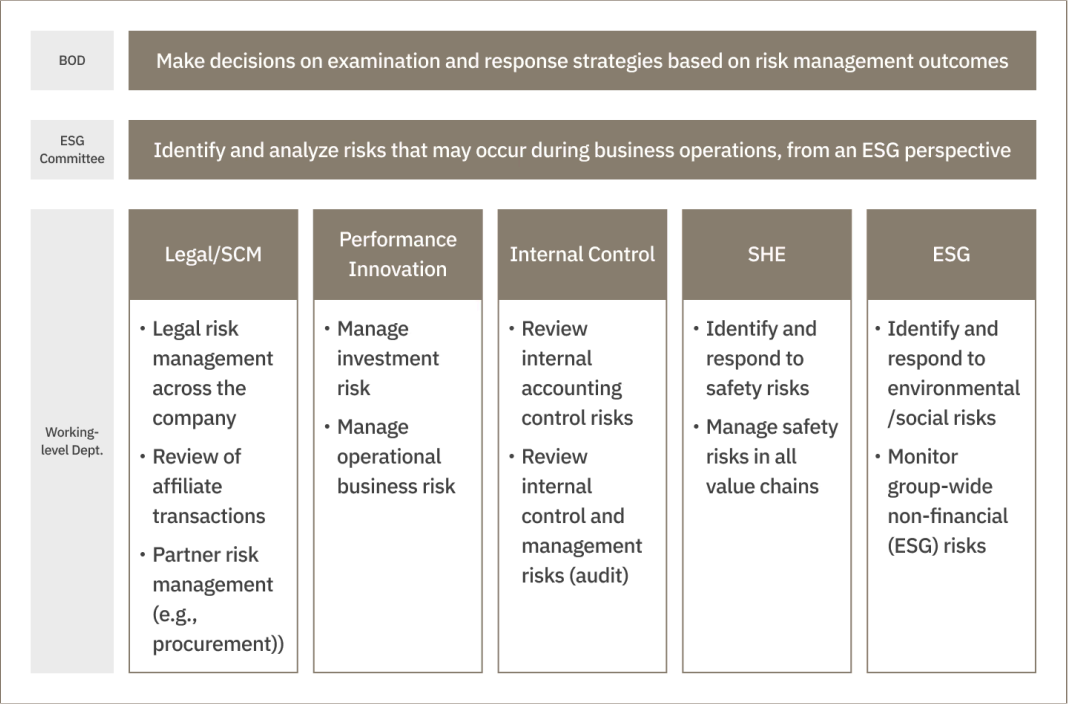 BOD
Make decisions on examination and response strategies based on risk management outcomes
ESG
Committee
Identify and analyze risks that may occur during business operations, from an ESG perspective
Working-
level Dept.
Legal/SCM
• Legal risk
management
across the
company
• Review of
affiliate
transactions
• Partner risk
management
(e.g.,
procurement))
Performance
Innovation
• Manage
investment
risk
• Manage
operational
business risk
Internal Control
• Review
internal
accounting
control risks
• Review
internal
control and
management
risks (audit)
SHE
• Identify and
respond to
safety risks
• Manage safety
risks in all
value chains
ESG
• Identify and
respond to
environmental
/social risks
• Monitor
group-wide
non-financial
(ESG) risks